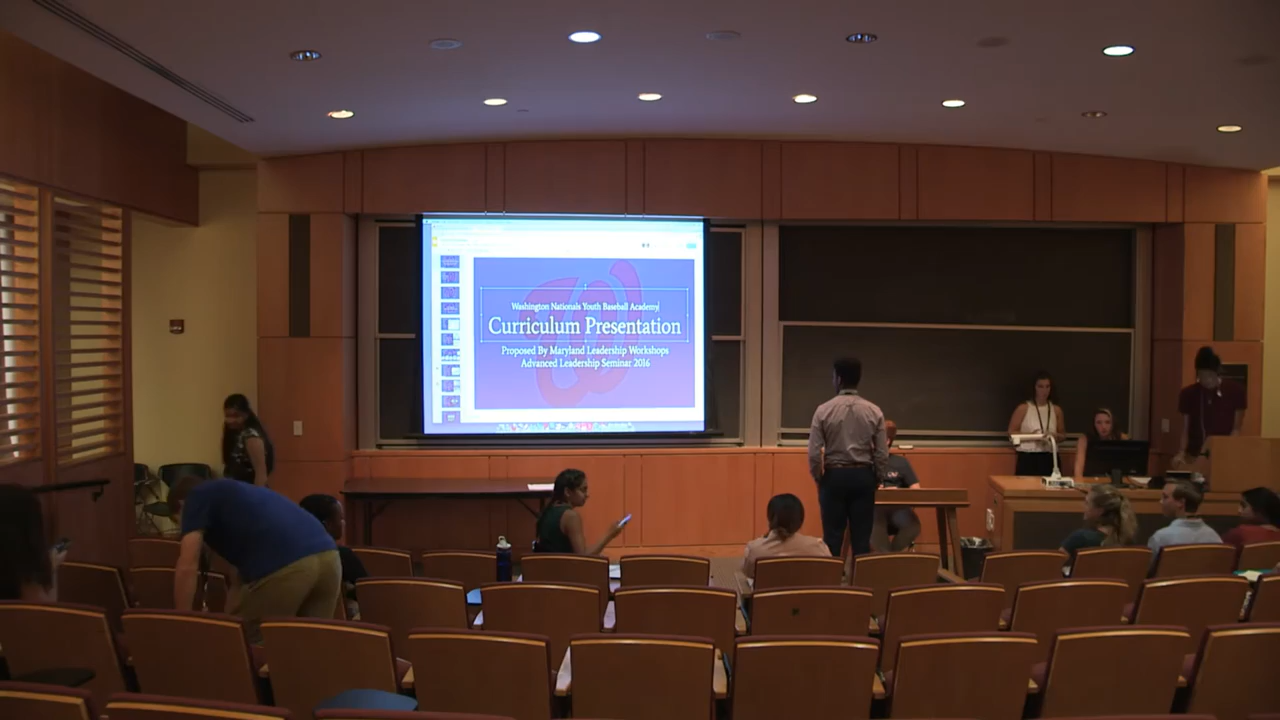 Washington Nationals Youth Baseball Academy
Curriculum Presentation
Proposed By Maryland Leadership Workshops
Advanced Leadership Seminar 2016